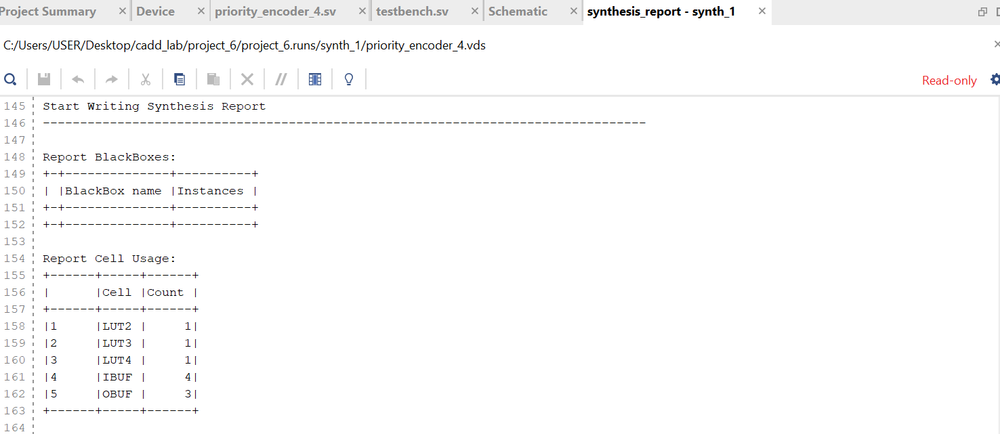 Project Summary × Device × priority_encoder_4.sv × testbench.sv × Schematic × synthesis_report - synth_1 ×
C:/Users/USER/Desktop/cadd_lab/project_6/project_6.runs/synth_1/priority_encoder_4.vds
Read-only
145 Start Writing Synthesis Report
146 ---------------------------------------------------------------------------------
147
148 Report BlackBoxes:
149 +-+--------------+----------+
150 | |BlackBox name |Instances |
151 +-+--------------+----------+
152 +-+--------------+----------+
153
154 Report Cell Usage:
155 +------+-----+------+
156 |      |Cell |Count |
157 +------+-----+------+
158 |1     |LUT2 |     1|
159 |2     |LUT3 |     1|
160 |3     |LUT4 |     1|
161 |4     |IBUF |     4|
162 |5     |OBUF |     3|
163 +------+-----+------+
164